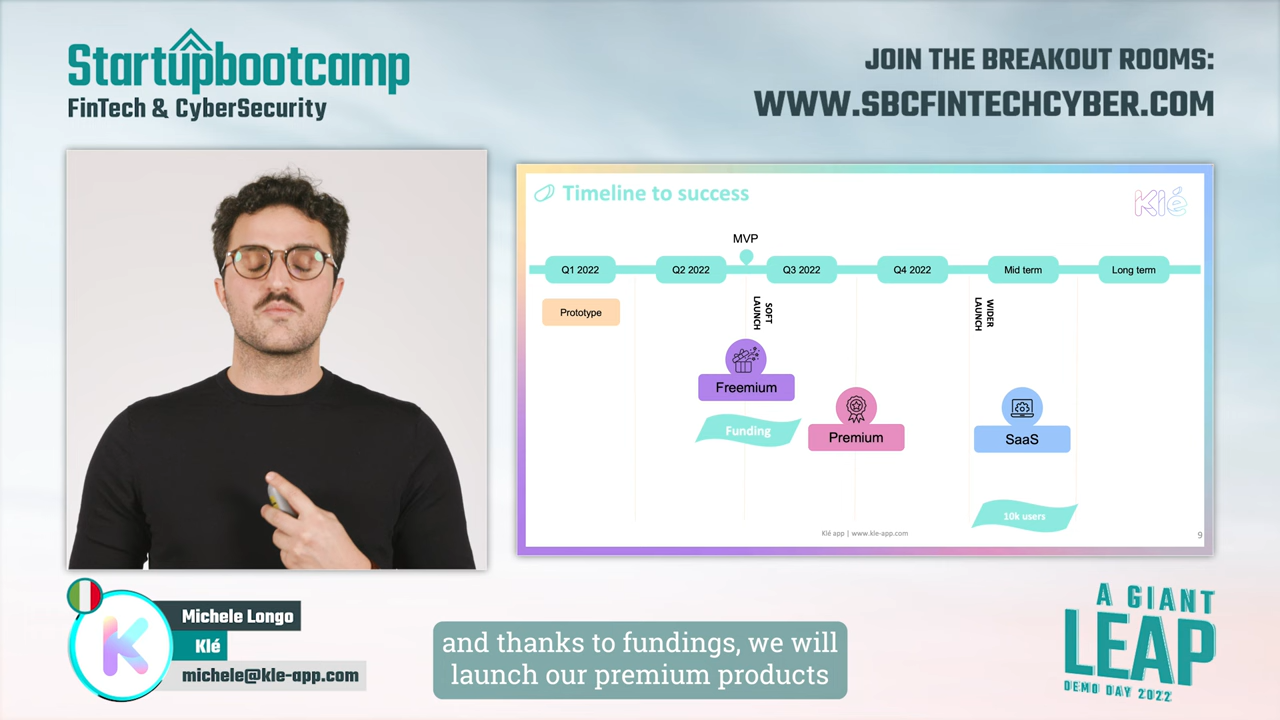 Startupbootcamp
FinTech & CyberSecurity
JOIN THE BREAKOUT ROOMS:
WWW.SBCFINTECHCYBER.COM
Timeline to success
Klé
MVP
Q1 2022
Q2 2022
Q3 2022
Q4 2022
Mid term
Long term
Prototype
SOFT
LAUNCH
WIDER
LAUNCH
Freemium
Funding
Premium
SaaS
10k users
Klé app | www.kle-app.com
9
K
Michele Longo
Klé
michele@kle-app.com
and thanks to fundings, we will
launch our premium products
A GIANT
LEAP
DEMO DAY 2022